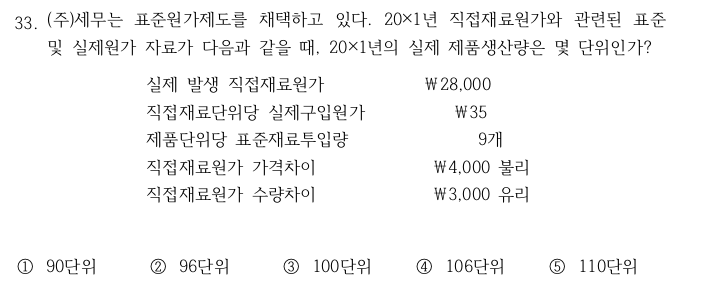 33. (주)세무는 표준원가제도를 채택하고 있다. 20×1년 직접재료원가와 관련된 표준
및 실제원가 자료가 다음과 같을 때, 20×1년의 실제 제품생산량은 몇 단위인가?
실제 발생 직접재료원가 ₩28,000
직접재료단위당 실제구입원가 ₩35
제품단위당 표준재료투입량 9개
직접재료원가 가격차이 ₩4,000 불리
직접재료원가 수량차이 ₩3,000 유리
① 90단위 ② 96단위 ③ 100단위 ④ 106단위 ⑤ 110단위